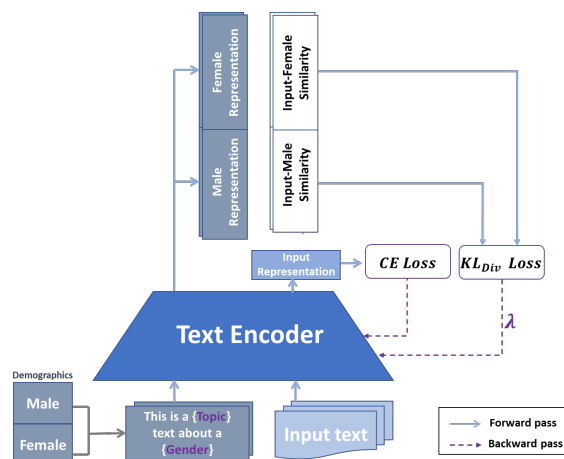 Female
Representation
Male
Representation
Input-Female
Similarity
Input-Male
Similarity
Input
Representation
CE Loss
KL_Div Loss
λ
Text Encoder
Demographics
Male
Female
This is a {Topic}
text about a
{Gender}
Input text
Forward pass
Backward pass